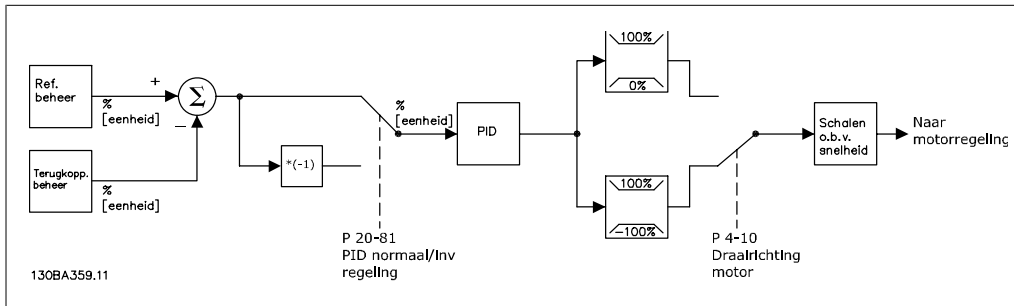 Ref.
beheer
+
%
[eenheid]
Σ
−
Terugkopp.
beheer
%
[eenheid]
*(-1)
%
[eenheid]
P 20-81
PID normaal/inv
regeling
PID
100%
0%
100%
-100%
P 4-10
Draairichting
motor
Schalen
o.b.v.
snelheid
Naar
motorregeling
130BA359.11